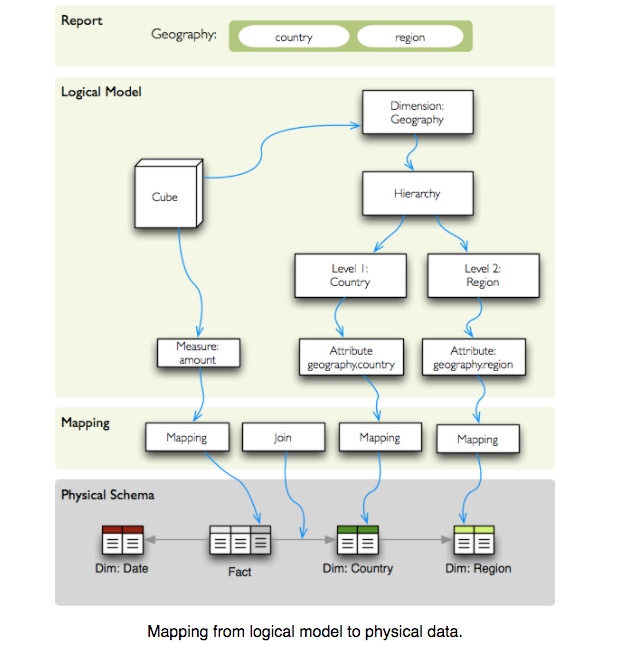 Report
Geography:
country
region
Logical Model
Dimension:
Geography
Cube
Hierarchy
Level 1:
Country
Level 2:
Region
Measure:
amount
Attribute
geography.country
Attribute:
geography.region
Mapping
Mapping
Join
Mapping
Mapping
Physical Schema
Dim: Date
Fact
Dim: Country
Dim: Region
Mapping from logical model to physical data.